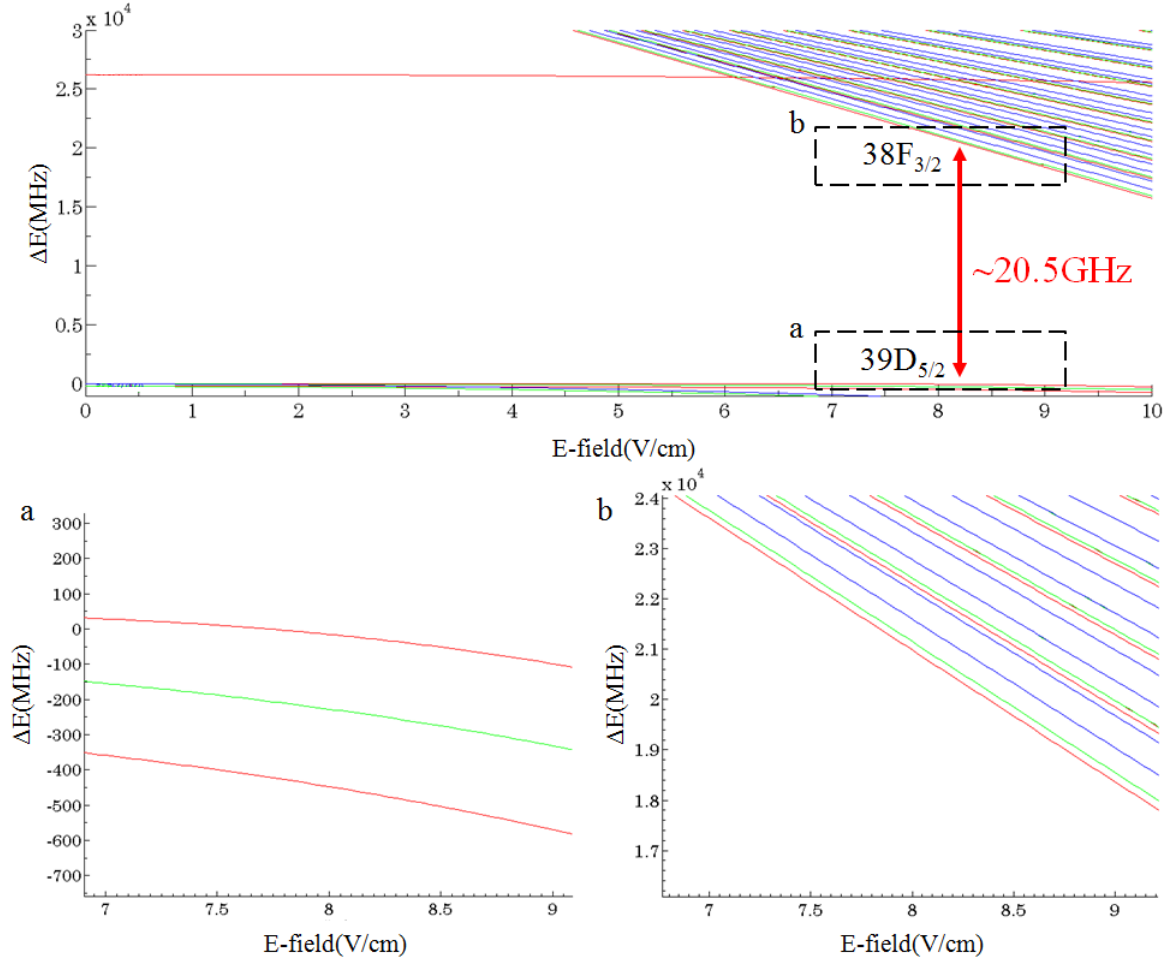 x 10⁴
3
2.5
2
1.5
1
0.5
0
ΔE(MHz)
b
38F3/2
~20.5GHz
a
39D5/2
0 1 2 3 4 5 6 7 8 9 10
E-field(V/cm)
a
300
200
100
0
-100
-200
-300
-400
-500
-600
-700
ΔE(MHz)
7 7.5 8 8.5 9
E-field(V/cm)
b
x 10⁴
2.4
2.3
2.2
2.1
2
1.9
1.8
1.7
ΔE(MHz)
7 7.5 8 8.5 9
E-field(V/cm)